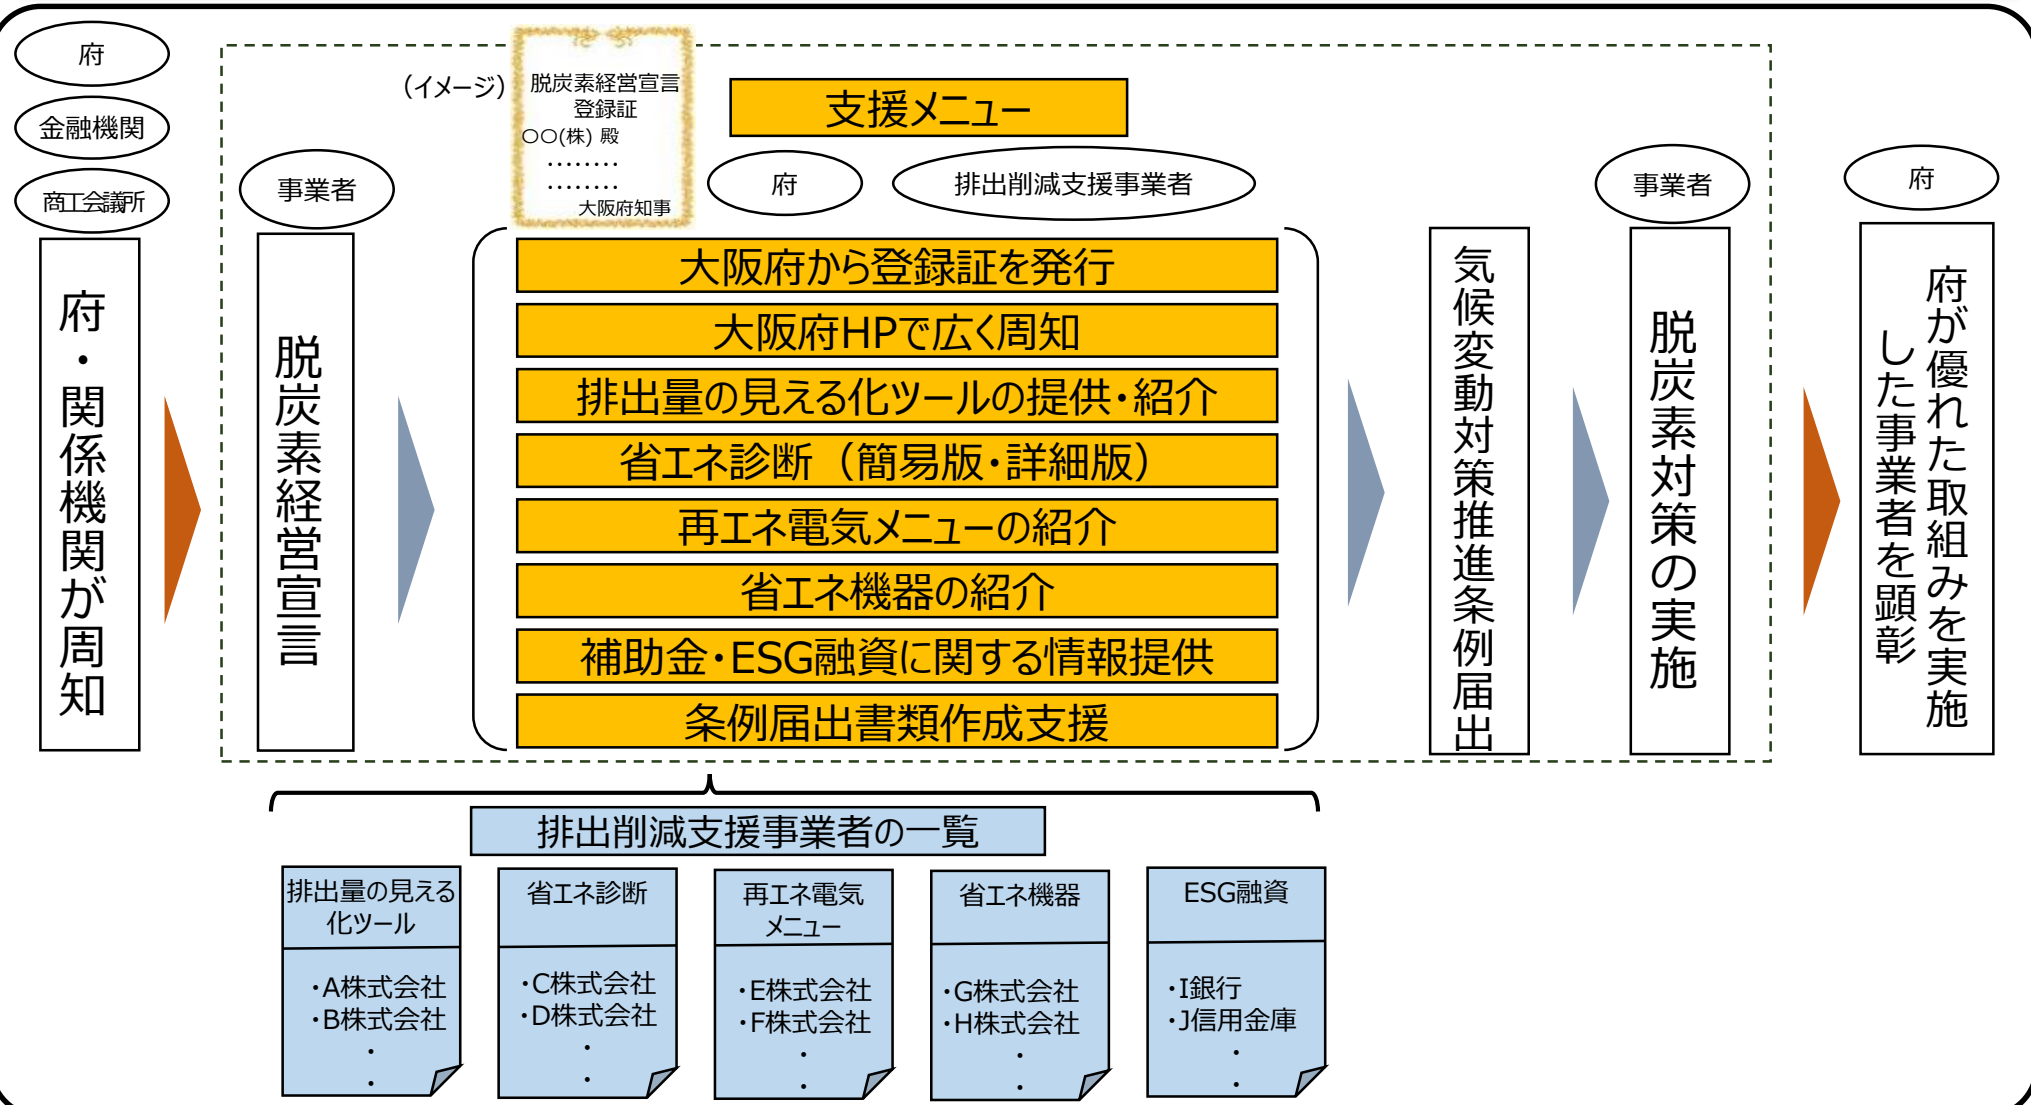 府
金融機関
商工会議所
府・関係機関が周知
事業者
脱炭素経営宣言
(イメージ)
脱炭素経営宣言
登録証
〇〇(株) 殿
‥‥‥‥
‥‥‥‥
大阪府知事
支援メニュー
府
排出削減支援事業者
大阪府から登録証を発行
大阪府HPで広く周知
排出量の見える化ツールの提供・紹介
省エネ診断（簡易版・詳細版）
再エネ電気メニューの紹介
省エネ機器の紹介
補助金・ESG融資に関する情報提供
条例届出書類作成支援
気候変動対策推進条例届出
事業者
脱炭素対策の実施
府
府が優れた取組みを実施
した事業者を顕彰
排出削減支援事業者の一覧
排出量の見える
化ツール
・A株式会社
・B株式会社
・
・
省エネ診断
・C株式会社
・D株式会社
・
・
再エネ電気
メニュー
・E株式会社
・F株式会社
・
・
省エネ機器
・G株式会社
・H株式会社
・
・
ESG融資
・I銀行
・J信用金庫
・
・